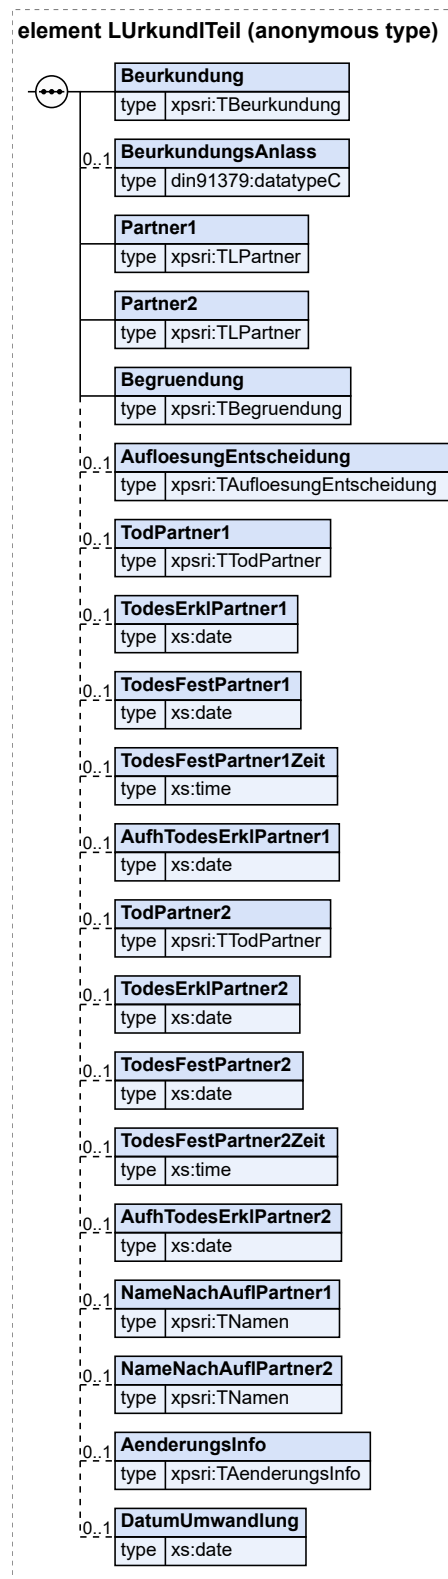 element LUrkundlTeil (anonymous type)
Beurkundung
type xpsri:TBeurkundung
0..1 BeurkundungsAnlass
type din91379:datatypeC
Partner1
type xpsri:TLPartner
Partner2
type xpsri:TLPartner
Begruendung
type xpsri:TBegruendung
0..1 AufloesungEntscheidung
type xpsri:TAufloesungEntscheidung
0..1 TodPartner1
type xpsri:TTodPartner
0..1 TodesErklPartner1
type xs:date
0..1 TodesFestPartner1
type xs:date
0..1 TodesFestPartner1Zeit
type xs:time
0..1 AufhTodesErklPartner1
type xs:date
0..1 TodPartner2
type xpsri:TTodPartner
0..1 TodesErklPartner2
type xs:date
0..1 TodesFestPartner2
type xs:date
0..1 TodesFestPartner2Zeit
type xs:time
0..1 AufhTodesErklPartner2
type xs:date
0..1 NameNachAuflPartner1
type xpsri:TNamen
0..1 NameNachAuflPartner2
type xpsri:TNamen
0..1 AenderungsInfo
type xpsri:TAenderungsInfo
0..1 DatumUmwandlung
type xs:date